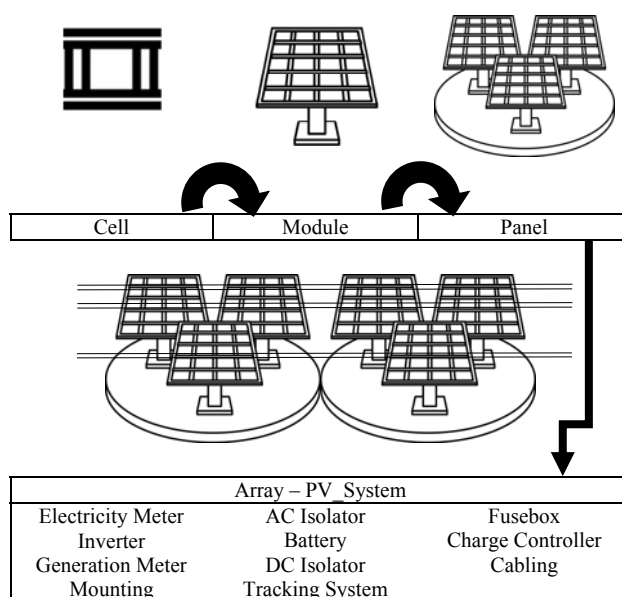 Cell Module Panel
Array – PV_System
Electricity Meter AC Isolator Fusebox
Inverter Battery Charge Controller
Generation Meter DC Isolator Cabling
Mounting Tracking System